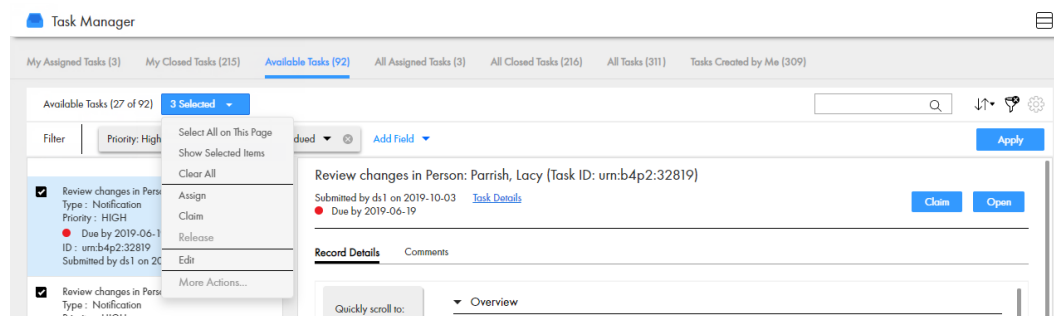 Task Manager
My Assigned Tasks (3) My Closed Tasks (215) Available Tasks (92) All Assigned Tasks (3) All Closed Tasks (216) All Tasks (311) Tasks Created by Me (309)
Available Tasks (27 of 92) 3 Selected
Filter Priority: High dued Add Field Apply
Select All on This Page
Show Selected Items
Clear All
Assign
Claim
Release
Edit
More Actions...
Review changes in Perso
Type : Notification
Priority : HIGH
Due by 2019-06-1
ID : urn:b4p2:32819
Submitted by ds1 on 20
Review changes in Perso
Type : Notification
Review changes in Person: Parrish, Lacy (Task ID: urn:b4p2:32819)
Submitted by ds1 on 2019-10-03 Task Details
Due by 2019-06-19
Claim Open
Record Details Comments
Quickly scroll to:
Overview